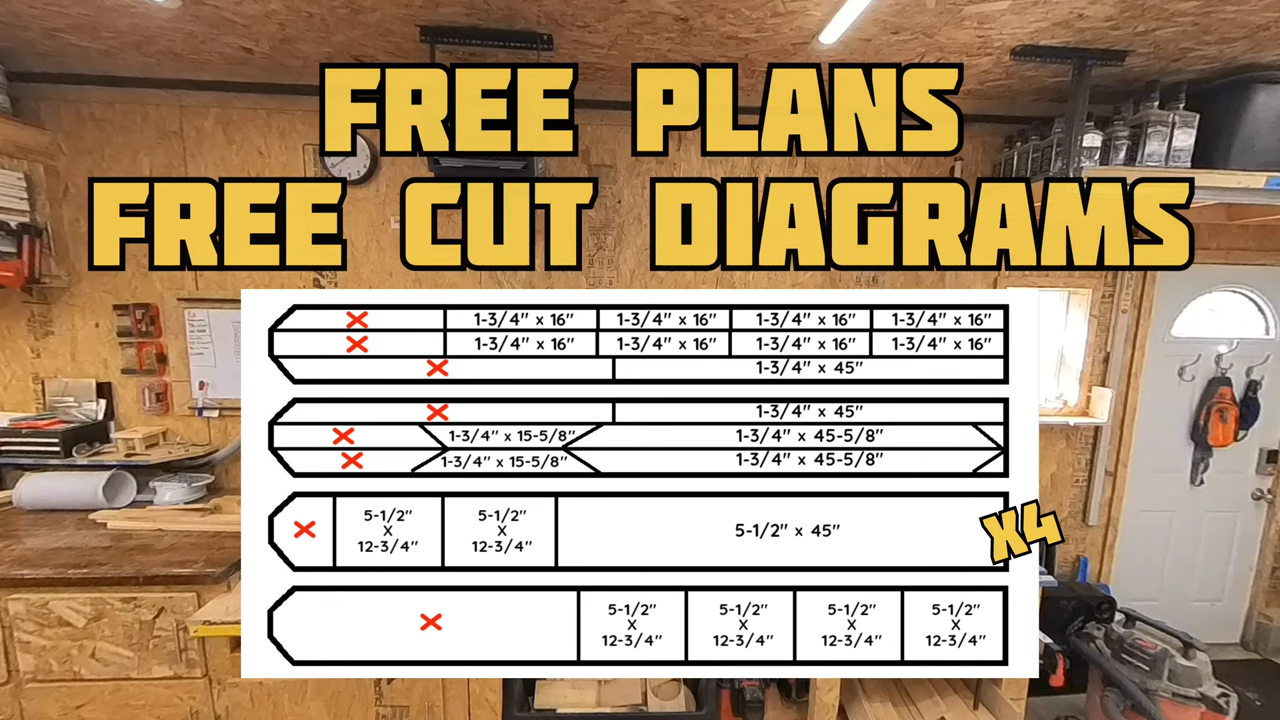 FREE PLANS
FREE CUT DIAGRAMS
1-3/4" x 16" 1-3/4" x 16" 1-3/4" x 16" 1-3/4" x 16"
1-3/4" x 16" 1-3/4" x 16" 1-3/4" x 16" 1-3/4" x 16"
1-3/4" x 45"
1-3/4" x 45"
1-3/4" x 15-5/8" 1-3/4" x 45-5/8"
1-3/4" x 15-5/8" 1-3/4" x 45-5/8"
5-1/2"
X
12-3/4"
5-1/2"
X
12-3/4"
5-1/2" x 45"
X4
5-1/2"
X
12-3/4"
5-1/2"
X
12-3/4"
5-1/2"
X
12-3/4"
5-1/2"
X
12-3/4"